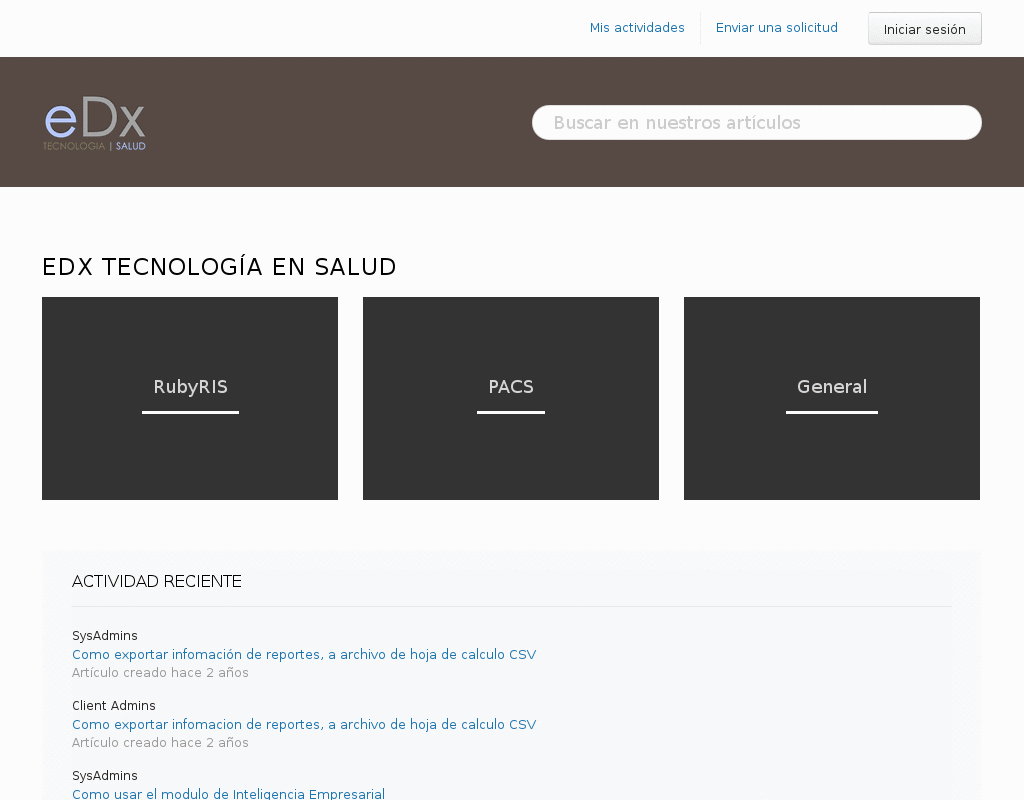 Mis actividades
Enviar una solicitud
Iniciar sesión
eDx
TECNOLOGIA | SALUD
Buscar en nuestros artículos
EDX TECNOLOGÍA EN SALUD
RubyRIS
PACS
General
ACTIVIDAD RECIENTE
SysAdmins
Como exportar infomación de reportes, a archivo de hoja de calculo CSV
Artículo creado hace 2 años
Client Admins
Como exportar infomacion de reportes, a archivo de hoja de calculo CSV
Artículo creado hace 2 años
SysAdmins
Como usar el modulo de Inteligencia Empresarial